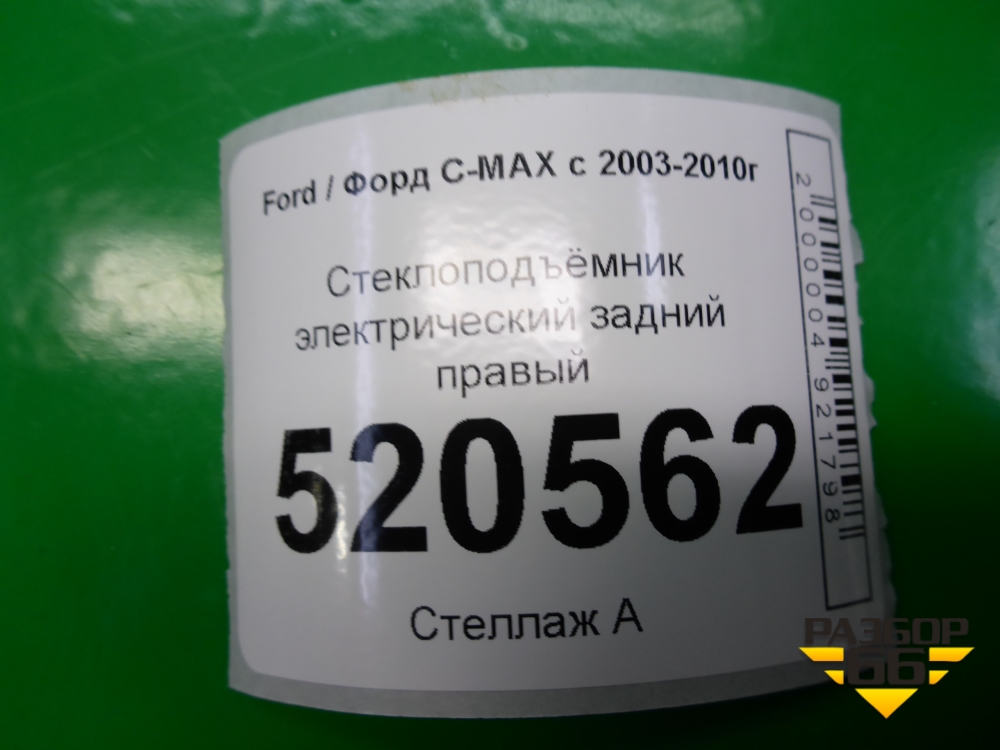 Ford / Форд C-MAX с 2003-2010г
Стеклоподъёмник
электрический задний
правый
520562
Стеллаж А
2000004921798
РАЗБОР
66